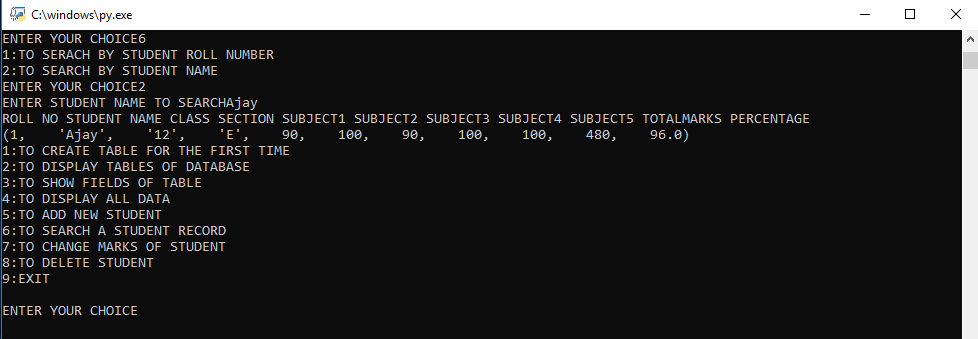 C:\windows\py.exe
ENTER YOUR CHOICE6
1:TO SERACH BY STUDENT ROLL NUMBER
2:TO SEARCH BY STUDENT NAME
ENTER YOUR CHOICE2
ENTER STUDENT NAME TO SEARCHAjay
ROLL NO STUDENT NAME CLASS SECTION SUBJECT1 SUBJECT2 SUBJECT3 SUBJECT4 SUBJECT5 TOTALMARKS PERCENTAGE
(1,    'Ajay',    '12',    'E',    90,    100,    90,    100,    100,    480,    96.0)
1:TO CREATE TABLE FOR THE FIRST TIME
2:TO DISPLAY TABLES OF DATABASE
3:TO SHOW FIELDS OF TABLE
4:TO DISPLAY ALL DATA
5:TO ADD NEW STUDENT
6:TO SEARCH A STUDENT RECORD
7:TO CHANGE MARKS OF STUDENT
8:TO DELETE STUDENT
9:EXIT
ENTER YOUR CHOICE